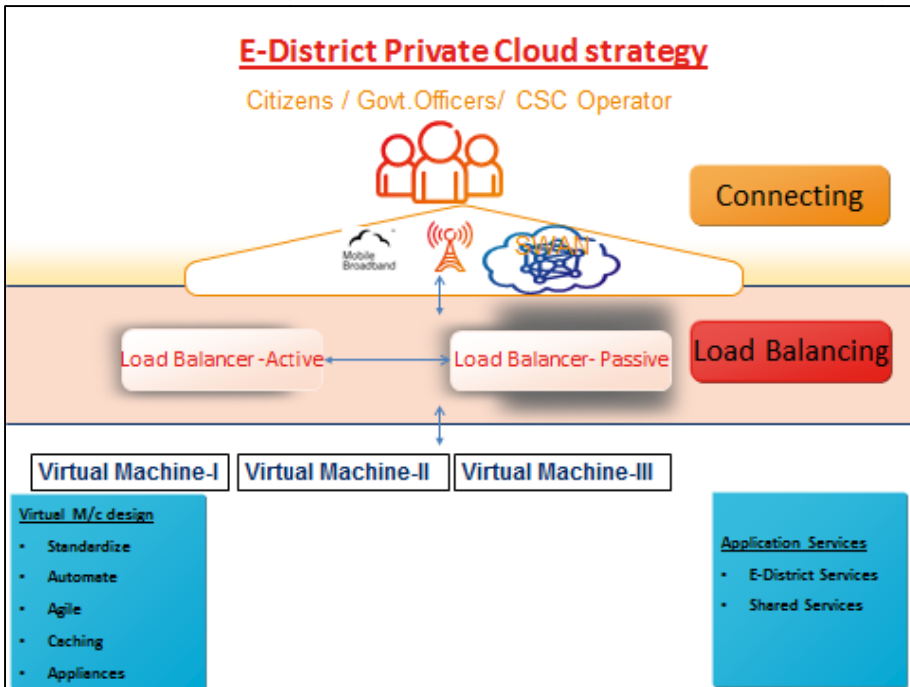 E-District Private Cloud strategy
Citizens / Govt.Officers/ CSC Operator
Connecting
Mobile
Broadband
SWAN
Load Balancer -Active
Load Balancer- Passive
Load Balancing
Virtual Machine-I
Virtual Machine-II
Virtual Machine-III
Virtual M/c design
• Standardize
• Automate
• Agile
• Caching
• Appliances
Application Services
• E-District Services
• Shared Services